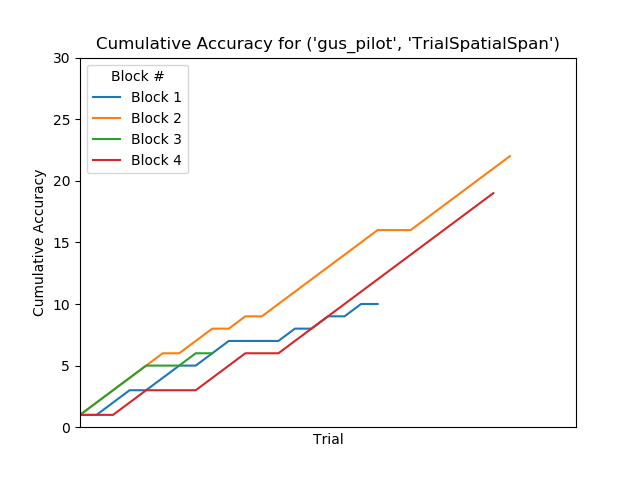 Cumulative Accuracy for ('gus_pilot', 'TrialSpatialSpan')
Block #
Block 1
Block 2
Block 3
Block 4
30
25
20
15
10
5
0
Cumulative Accuracy
Trial